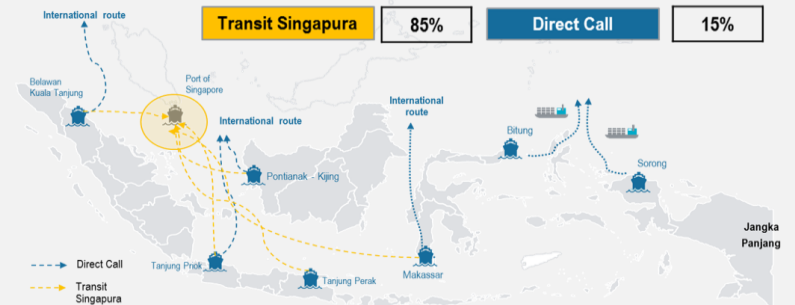 International route
Transit Singapura
85%
Direct Call
15%
Belawan
Kuala Tanjung
Port of
Singapore
International route
International
route
Bitung
Sorong
Pontianak - Kijing
Jangka
Panjang
Direct Call
Tanjung Priok
Tanjung Perak
Makassar
Transit
Singapura